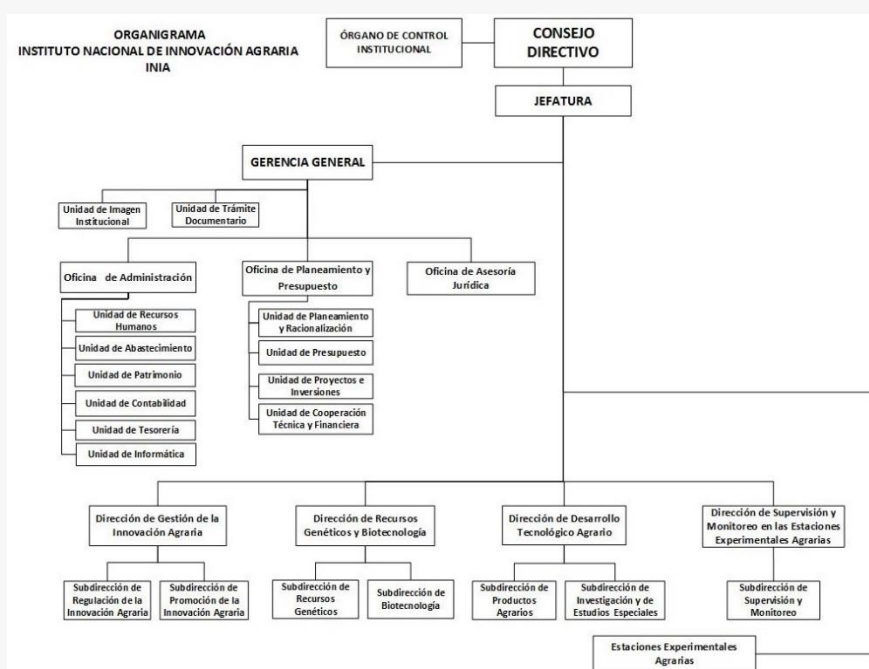 ORGANIGRAMA
INSTITUTO NACIONAL DE INNOVACIÓN AGRARIA
INIA
ÓRGANO DE CONTROL
INSTITUCIONAL
CONSEJO
DIRECTIVO
JEFATURA
GERENCIA GENERAL
Unidad de Imagen
Institucional
Unidad de Trámite
Documentario
Oficina de Administración
Oficina de Planeamiento y
Presupuesto
Oficina de Asesoría
Jurídica
Unidad de Recursos
Humanos
Unidad de Abastecimiento
Unidad de Patrimonio
Unidad de Contabilidad
Unidad de Tesorería
Unidad de Informática
Unidad de Planeamiento
y Racionalización
Unidad de Presupuesto
Unidad de Proyectos e
Inversiones
Unidad de Cooperación
Técnica y Financiera
Dirección de Gestión de la
Innovación Agraria
Dirección de Recursos
Genéticos y Biotecnología
Dirección de Desarrollo
Tecnológico Agrario
Dirección de Supervisión y
Monitoreo en las Estaciones
Experimentales Agrarias
Subdirección de
Regulación de la
Innovación Agraria
Subdirección de
Promoción de la
Innovación Agraria
Subdirección de
Recursos
Genéticos
Subdirección de
Biotecnología
Subdirección de
Productos
Agrarios
Subdirección de
Investigación y de
Estudios Especiales
Subdirección de
Supervisión y
Monitoreo
Estaciones Experimentales
Agrarias